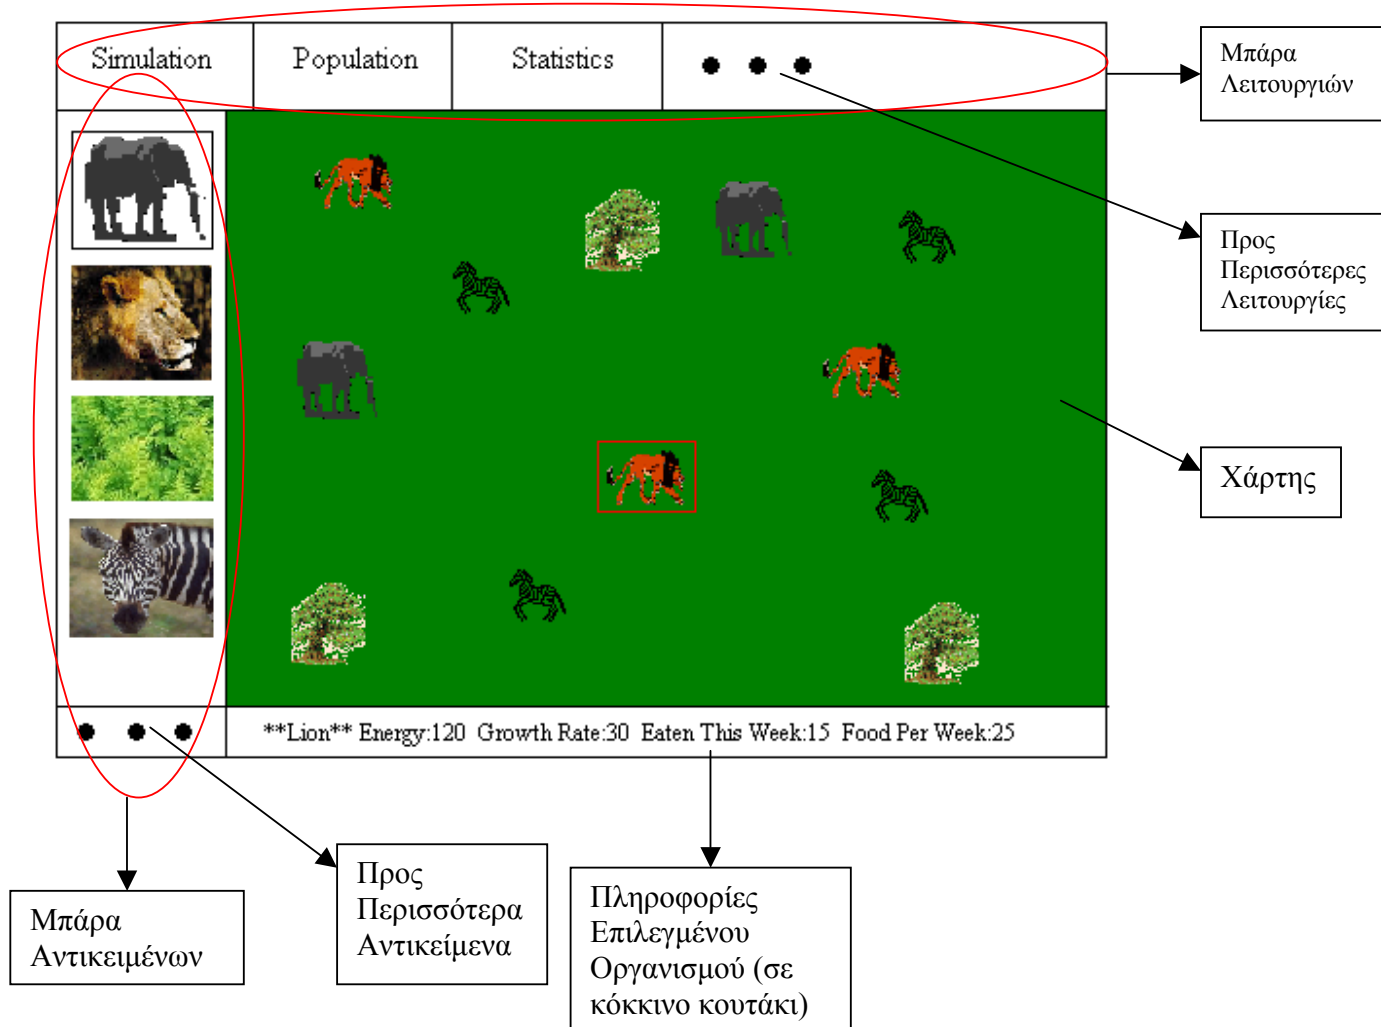 Simulation
Population
Statistics
Μπάρα
Λειτουργιών
Προς
Περισσότερες
Λειτουργίες
Χάρτης
**Lion** Energy:120 Growth Rate:30 Eaten This Week:15 Food Per Week:25
Μπάρα
Αντικειμένων
Προς
Περισσότερα
Αντικείμενα
Πληροφορίες
Επιλεγμένου
Οργανισμού (σε
κόκκινο κουτάκι)